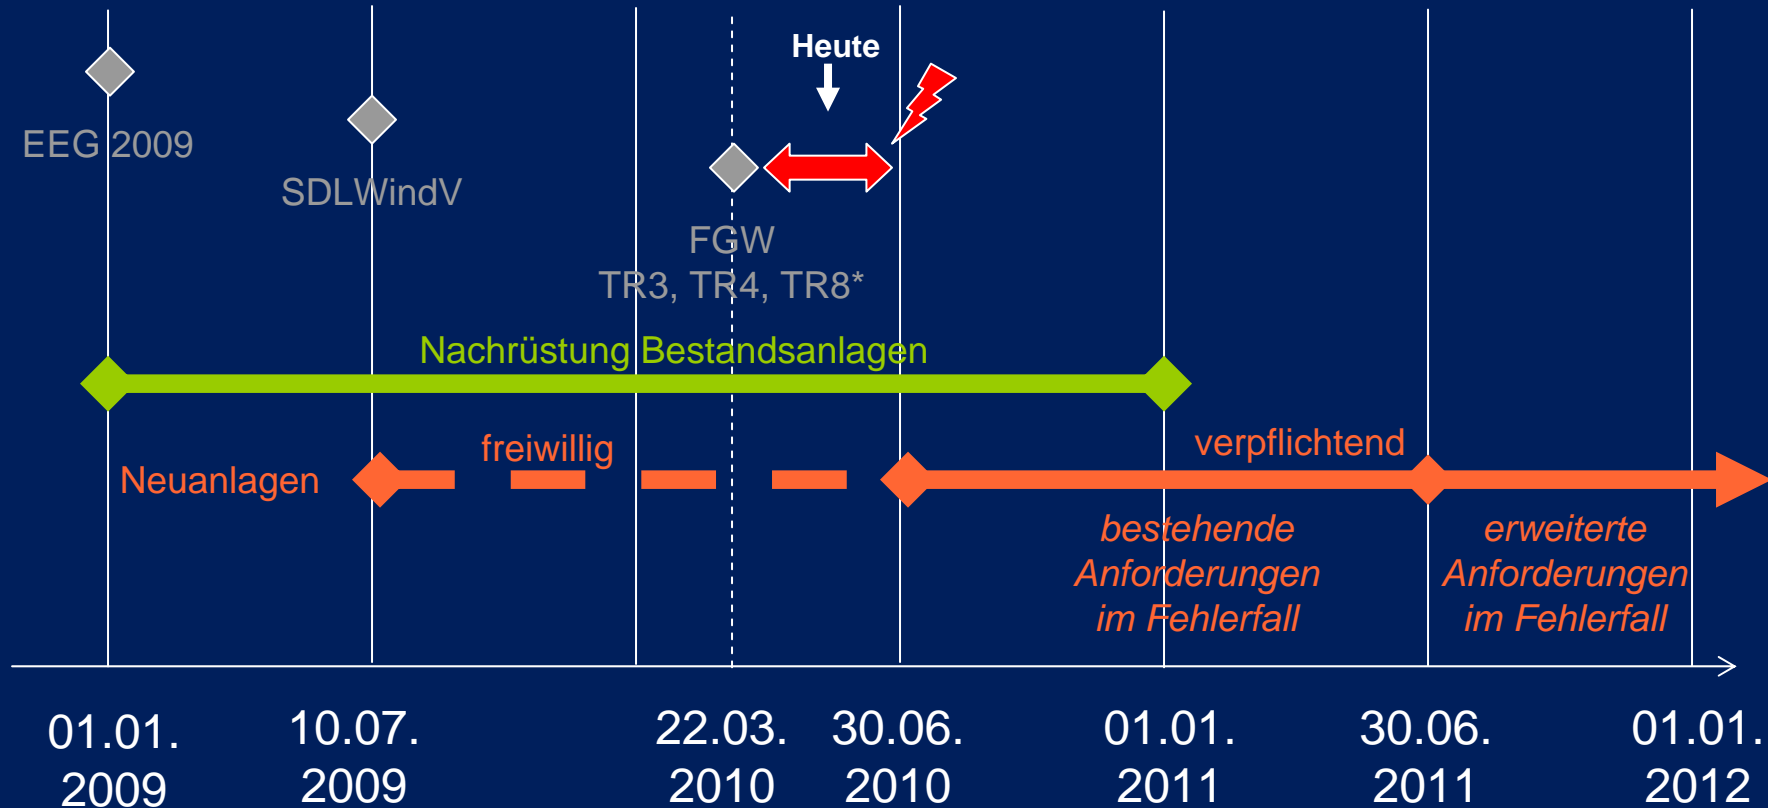 Heute
EEG 2009
SDLWindV
FGW
TR3, TR4, TR8*
Nachrüstung Bestandsanlagen
Neuanlagen
freiwillig
verpflichtend
bestehende
Anforderungen
im Fehlerfall
erweiterte
Anforderungen
im Fehlerfall
01.01.
2009
10.07.
2009
22.03.
2010
30.06.
2010
01.01.
2011
30.06.
2011
01.01.
2012